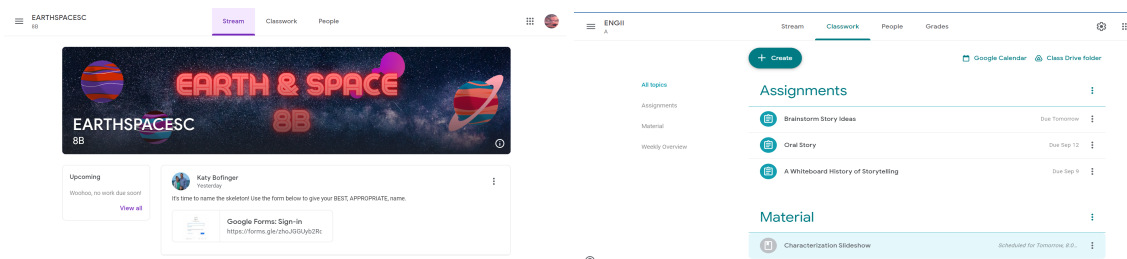 EARTHSPACESC
8B
Stream
Classwork
People
EARTH & SPACE
8B
EARTHSPACESC
8B
Upcoming
Woohoo, no work due soon!
View all
Katy Bofinger
Yesterday
It's time to name the skeleton! Use the form below to give your BEST, APPROPRIATE, name.
Google Forms: Sign-in
https://forms.gle/zhoJGGUyb2Rc
ENGII
A
Stream
Classwork
People
Grades
Create
Google Calendar
Class Drive folder
All topics
Assignments
Material
Weekly Overview
Assignments
Brainstorm Story Ideas
Due Tomorrow
Oral Story
Due Sep 12
A Whiteboard History of Storytelling
Due Sep 9
Material
Characterization Slideshow
Scheduled for Tomorrow, 8:0...